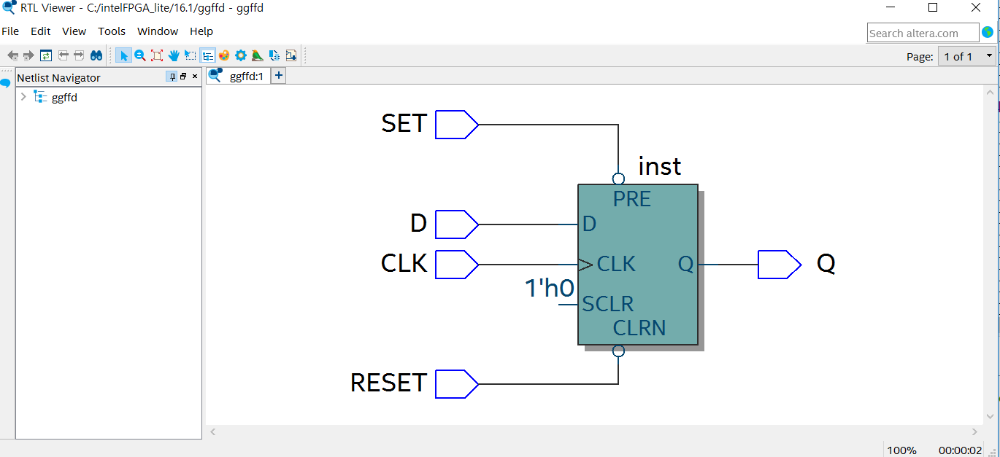 RTL Viewer - C:/intelFPGA_lite/16.1/ggffd - ggffd
File Edit View Tools Window Help
Search altera.com
Page: 1 of 1
Netlist Navigator
ggffd:1
+
ggffd
SET
inst
PRE
D
D
CLK
CLK
Q
Q
1'h0
SCLR
CLRN
RESET
100% 00:00:02